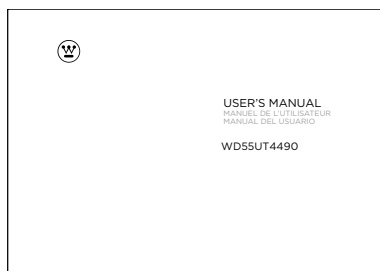 USER'S MANUAL
MANUEL DE L'UTILISATEUR
MANUAL DEL USUARIO
WD55UT4490